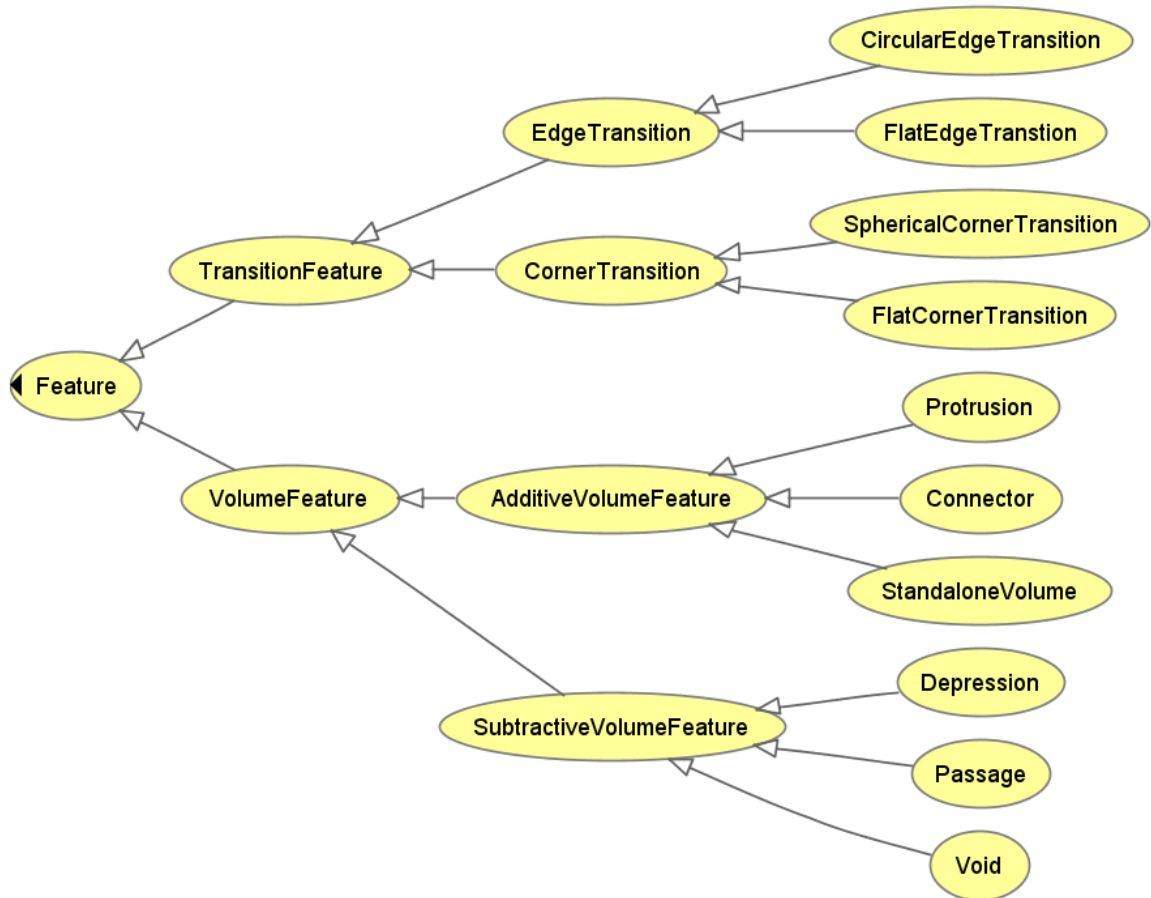 CircularEdgeTransition
EdgeTransition
FlatEdgeTranstion
SphericalCornerTransition
TransitionFeature
CornerTransition
FlatCornerTransition
Feature
Protrusion
VolumeFeature
AdditiveVolumeFeature
Connector
StandaloneVolume
Depression
SubtractiveVolumeFeature
Passage
Void